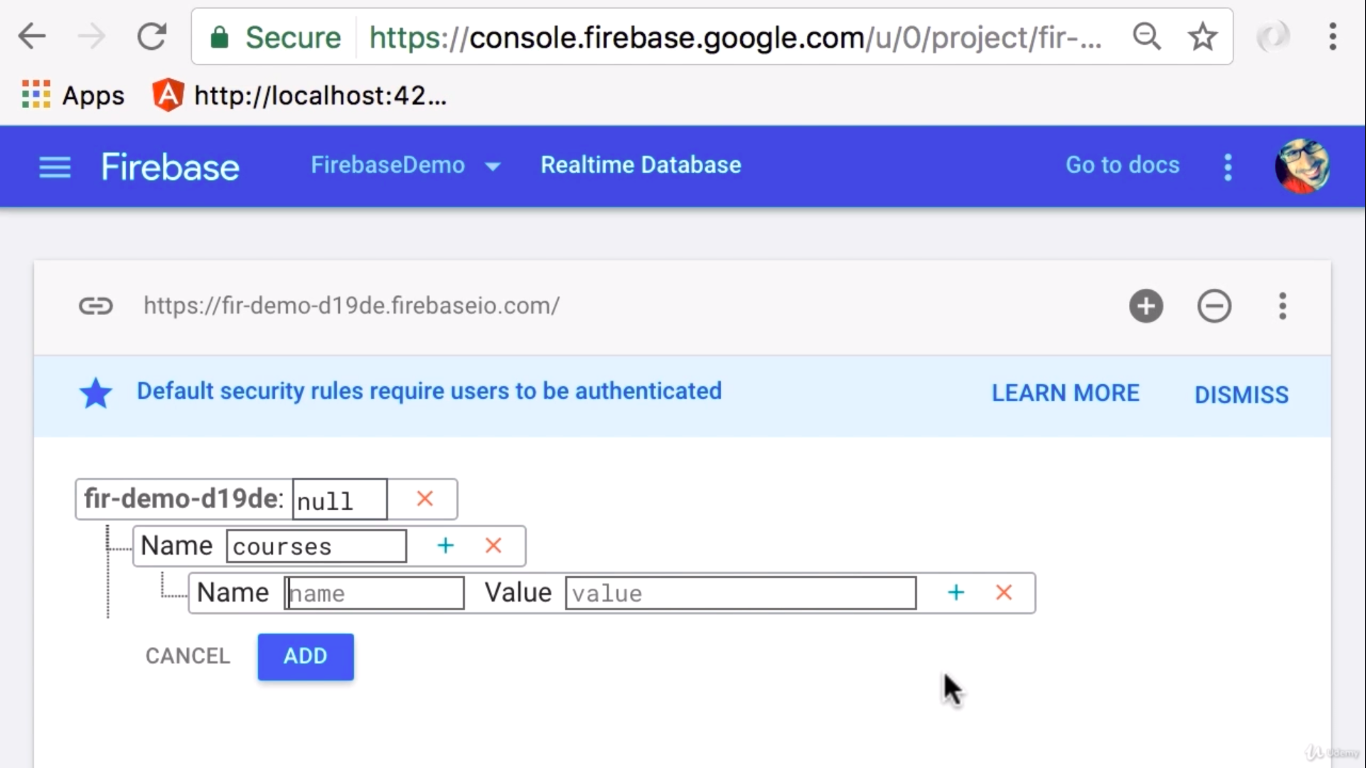 Secure https://console.firebase.google.com/u/0/project/fir-...
Apps http://localhost:42...
Firebase FirebaseDemo Realtime Database Go to docs
https://fir-demo-d19de.firebaseio.com/
Default security rules require users to be authenticated LEARN MORE DISMISS
fir-demo-d19de: null
Name courses
Name name Value value
CANCEL ADD
Udemy